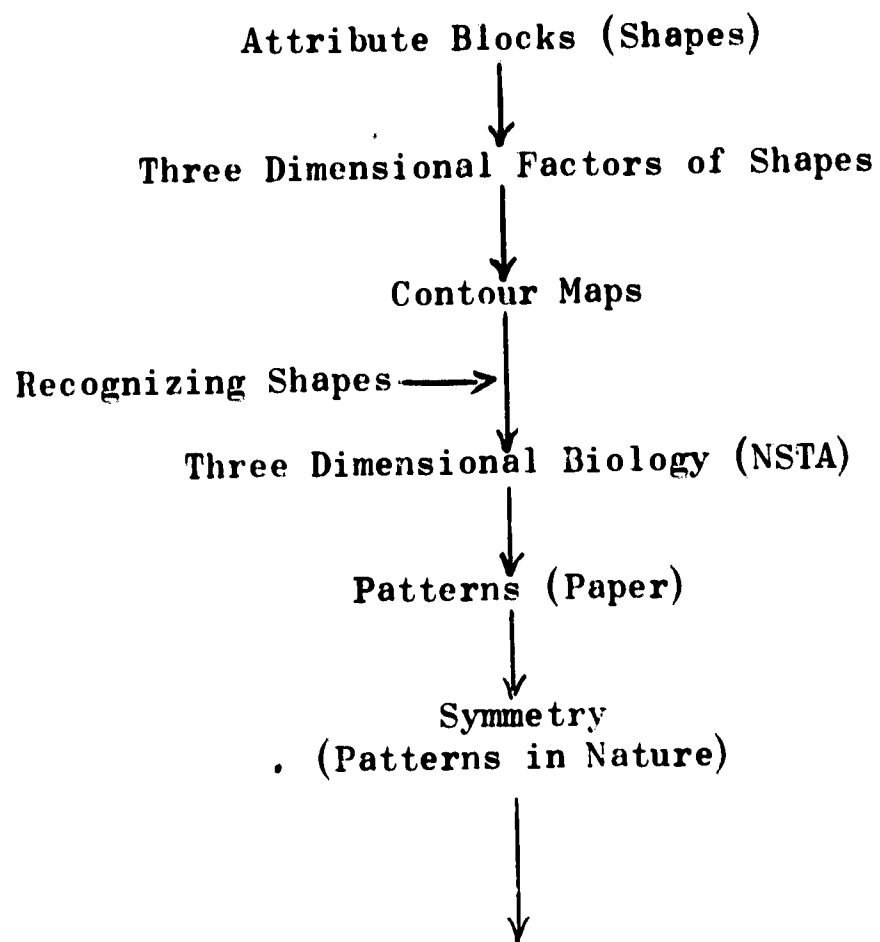 Attribute Blocks (Shapes)
Three Dimensional Factors of Shapes
Contour Maps
Recognizing Shapes
Three Dimensional Biology (NSTA)
Patterns (Paper)
Symmetry
(Patterns in Nature)